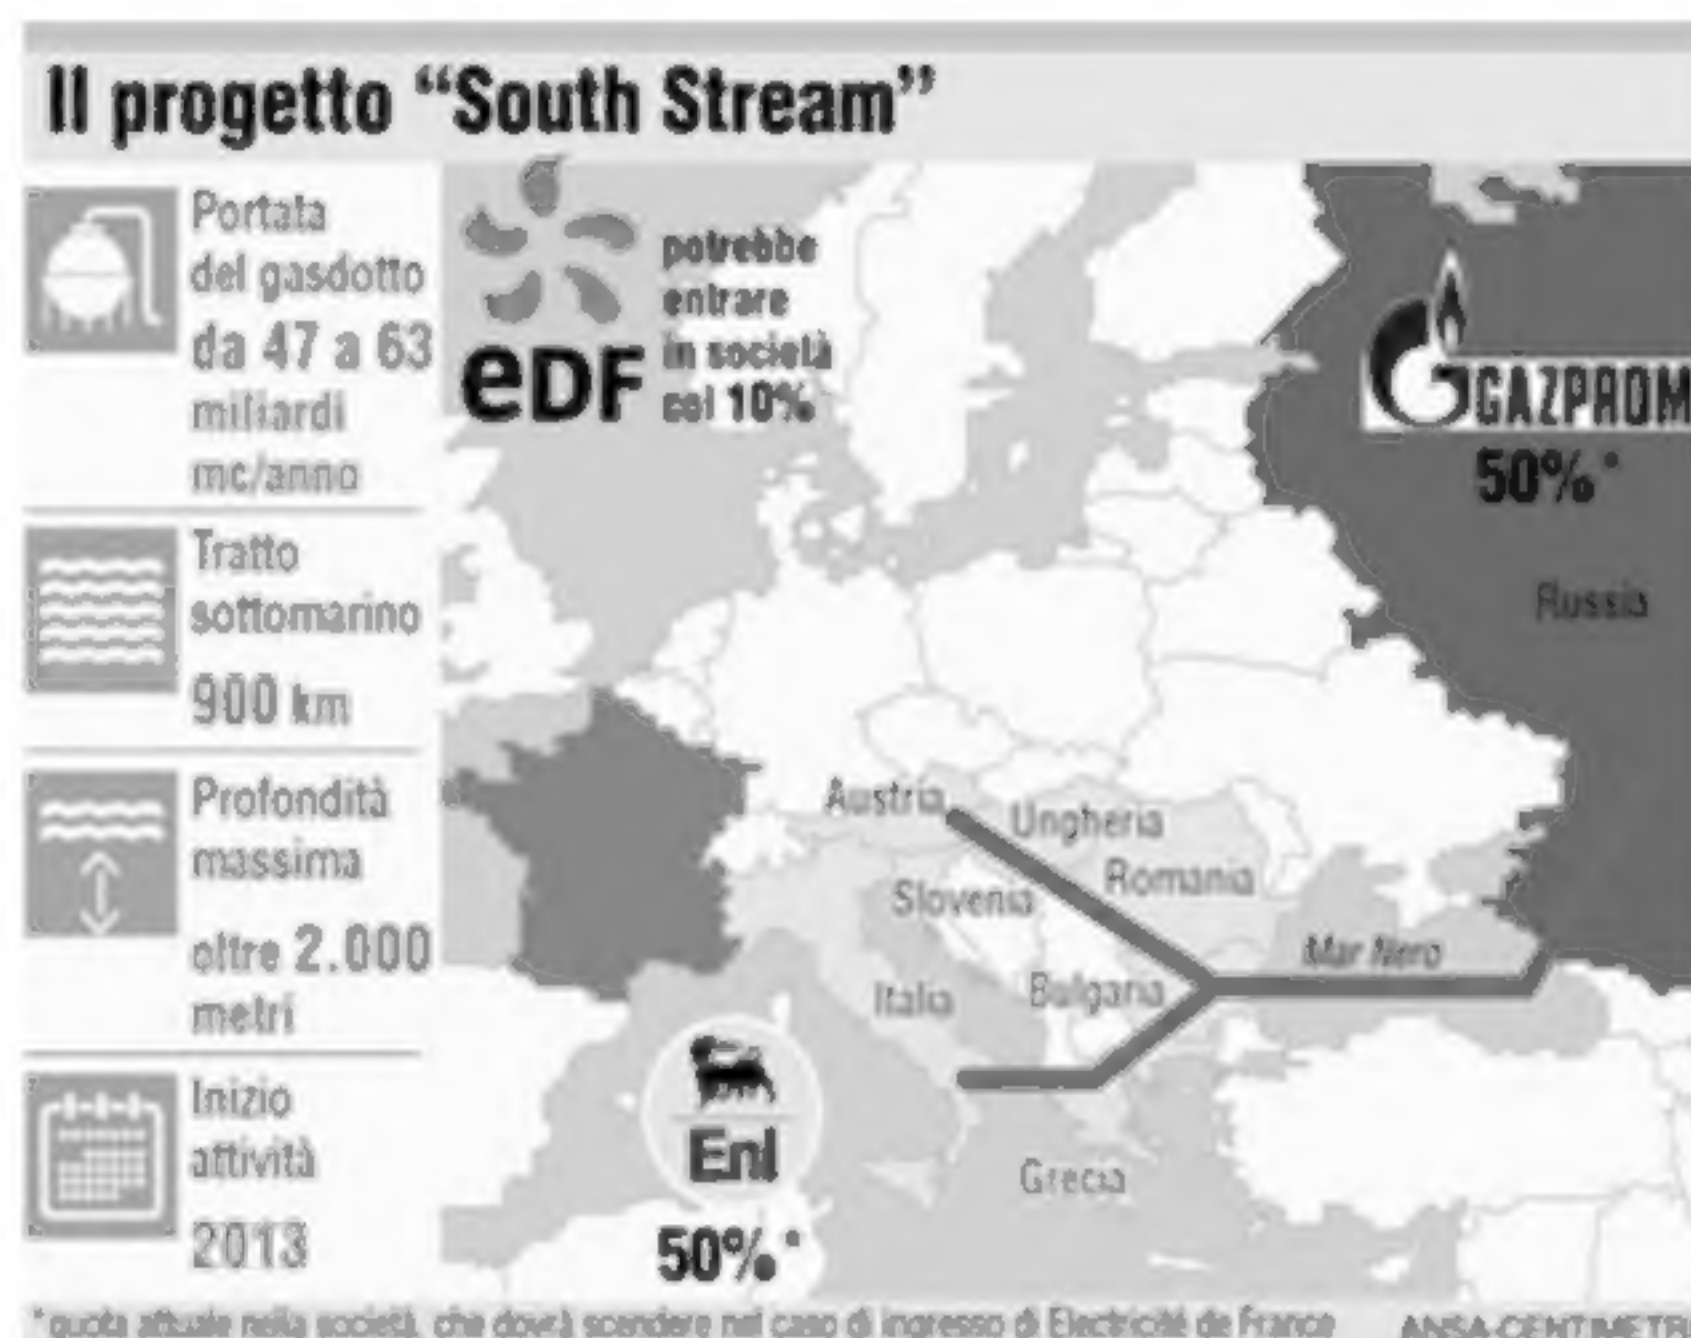 Il progetto “South Stream”
Portata
del gasdotto
da 47 a 63
miliardi
mc/anno
Tratto
sottomarino
900 km
Profondità
massima
oltre 2.000
metri
Inizio
attività
2013
eDF
potrebbe
entrare
in società
col 10%
GAZPROM
50%*
Russia
Austria
Ungheria
Romania
Slovenia
Mar Nero
Italia
Bulgaria
Grecia
EnI
50%*
*quota attuale nella società, che dovrà scendere nel caso di ingresso di Electricité de France
ANSA-CENTIMETRI